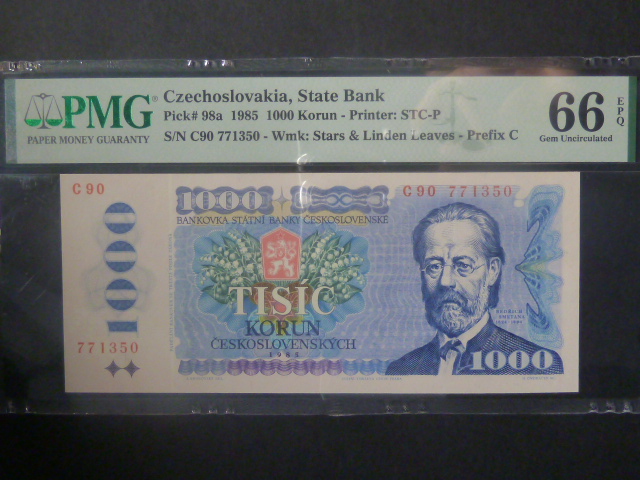 PMG®
PAPER MONEY GUARANTY
Czechoslovakia, State Bank
Pick# 98a 1985 1000 Korun - Printer: STC-P
S/N C90 771350 - Wmk: Stars & Linden Leaves - Prefix C
66 EPQ
Gem Uncirculated
C 90
1000
771350
1000
C 90 771350
BANKOVKA STÁTNÍ BANKY ČESKOSLOVENSKÉ
TISÍC
KORUN
ČESKOSLOVENSKÝCH
1985
BEDŘICH
SMETANA
1000